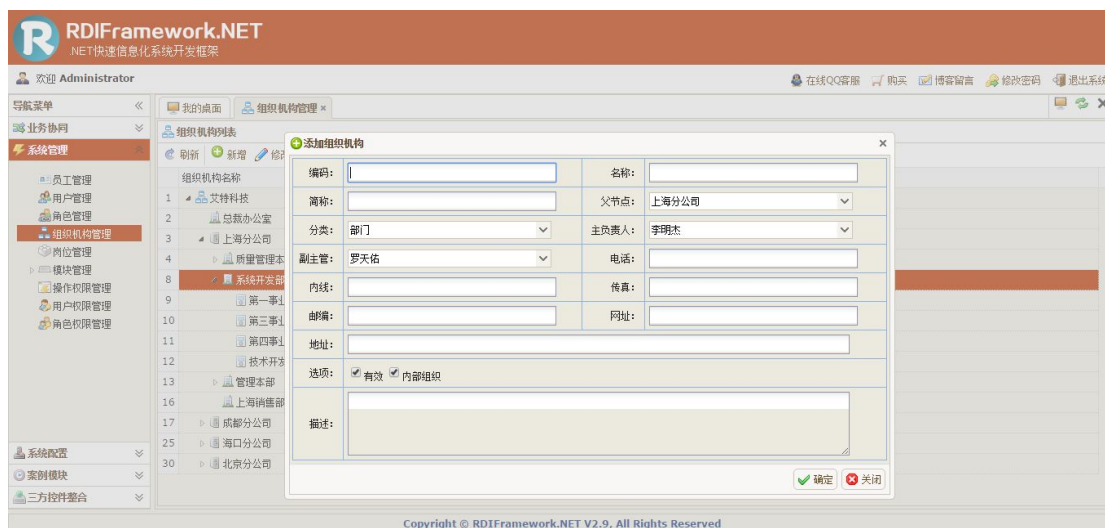 RDIFramework.NET
.NET快速信息化系统开发框架
欢迎 Administrator
在线QQ客服 购买 博客留言 修改密码 退出系统
导航菜单
我的桌面 组织机构管理
业务协同
组织机构列表
系统管理
刷新 新增 修改
添加组织机构
员工管理
用户管理
角色管理
组织机构管理
岗位管理
模块管理
操作权限管理
用户权限管理
角色权限管理
系统配置
案例模块
三方控件整合
组织机构名称
1 艾特科技
2 总裁办公室
3 上海分公司
4 质量管理本
8 系统开发部
9 第一事业
10 第三事业
11 第四事业
12 技术开发
13 管理本部
16 上海销售部
17 成都分公司
25 海口分公司
30 北京分公司
编码: 名称:
简称: 父节点: 上海分公司
分类: 部门 主负责人: 李明杰
副主管: 罗天佑 电话:
内线: 传真:
邮编: 网址:
地址:
选项: 有效 内部组织
描述:
确定 关闭
Copyright © RDIFramework.NET V2.9, All Rights Reserved